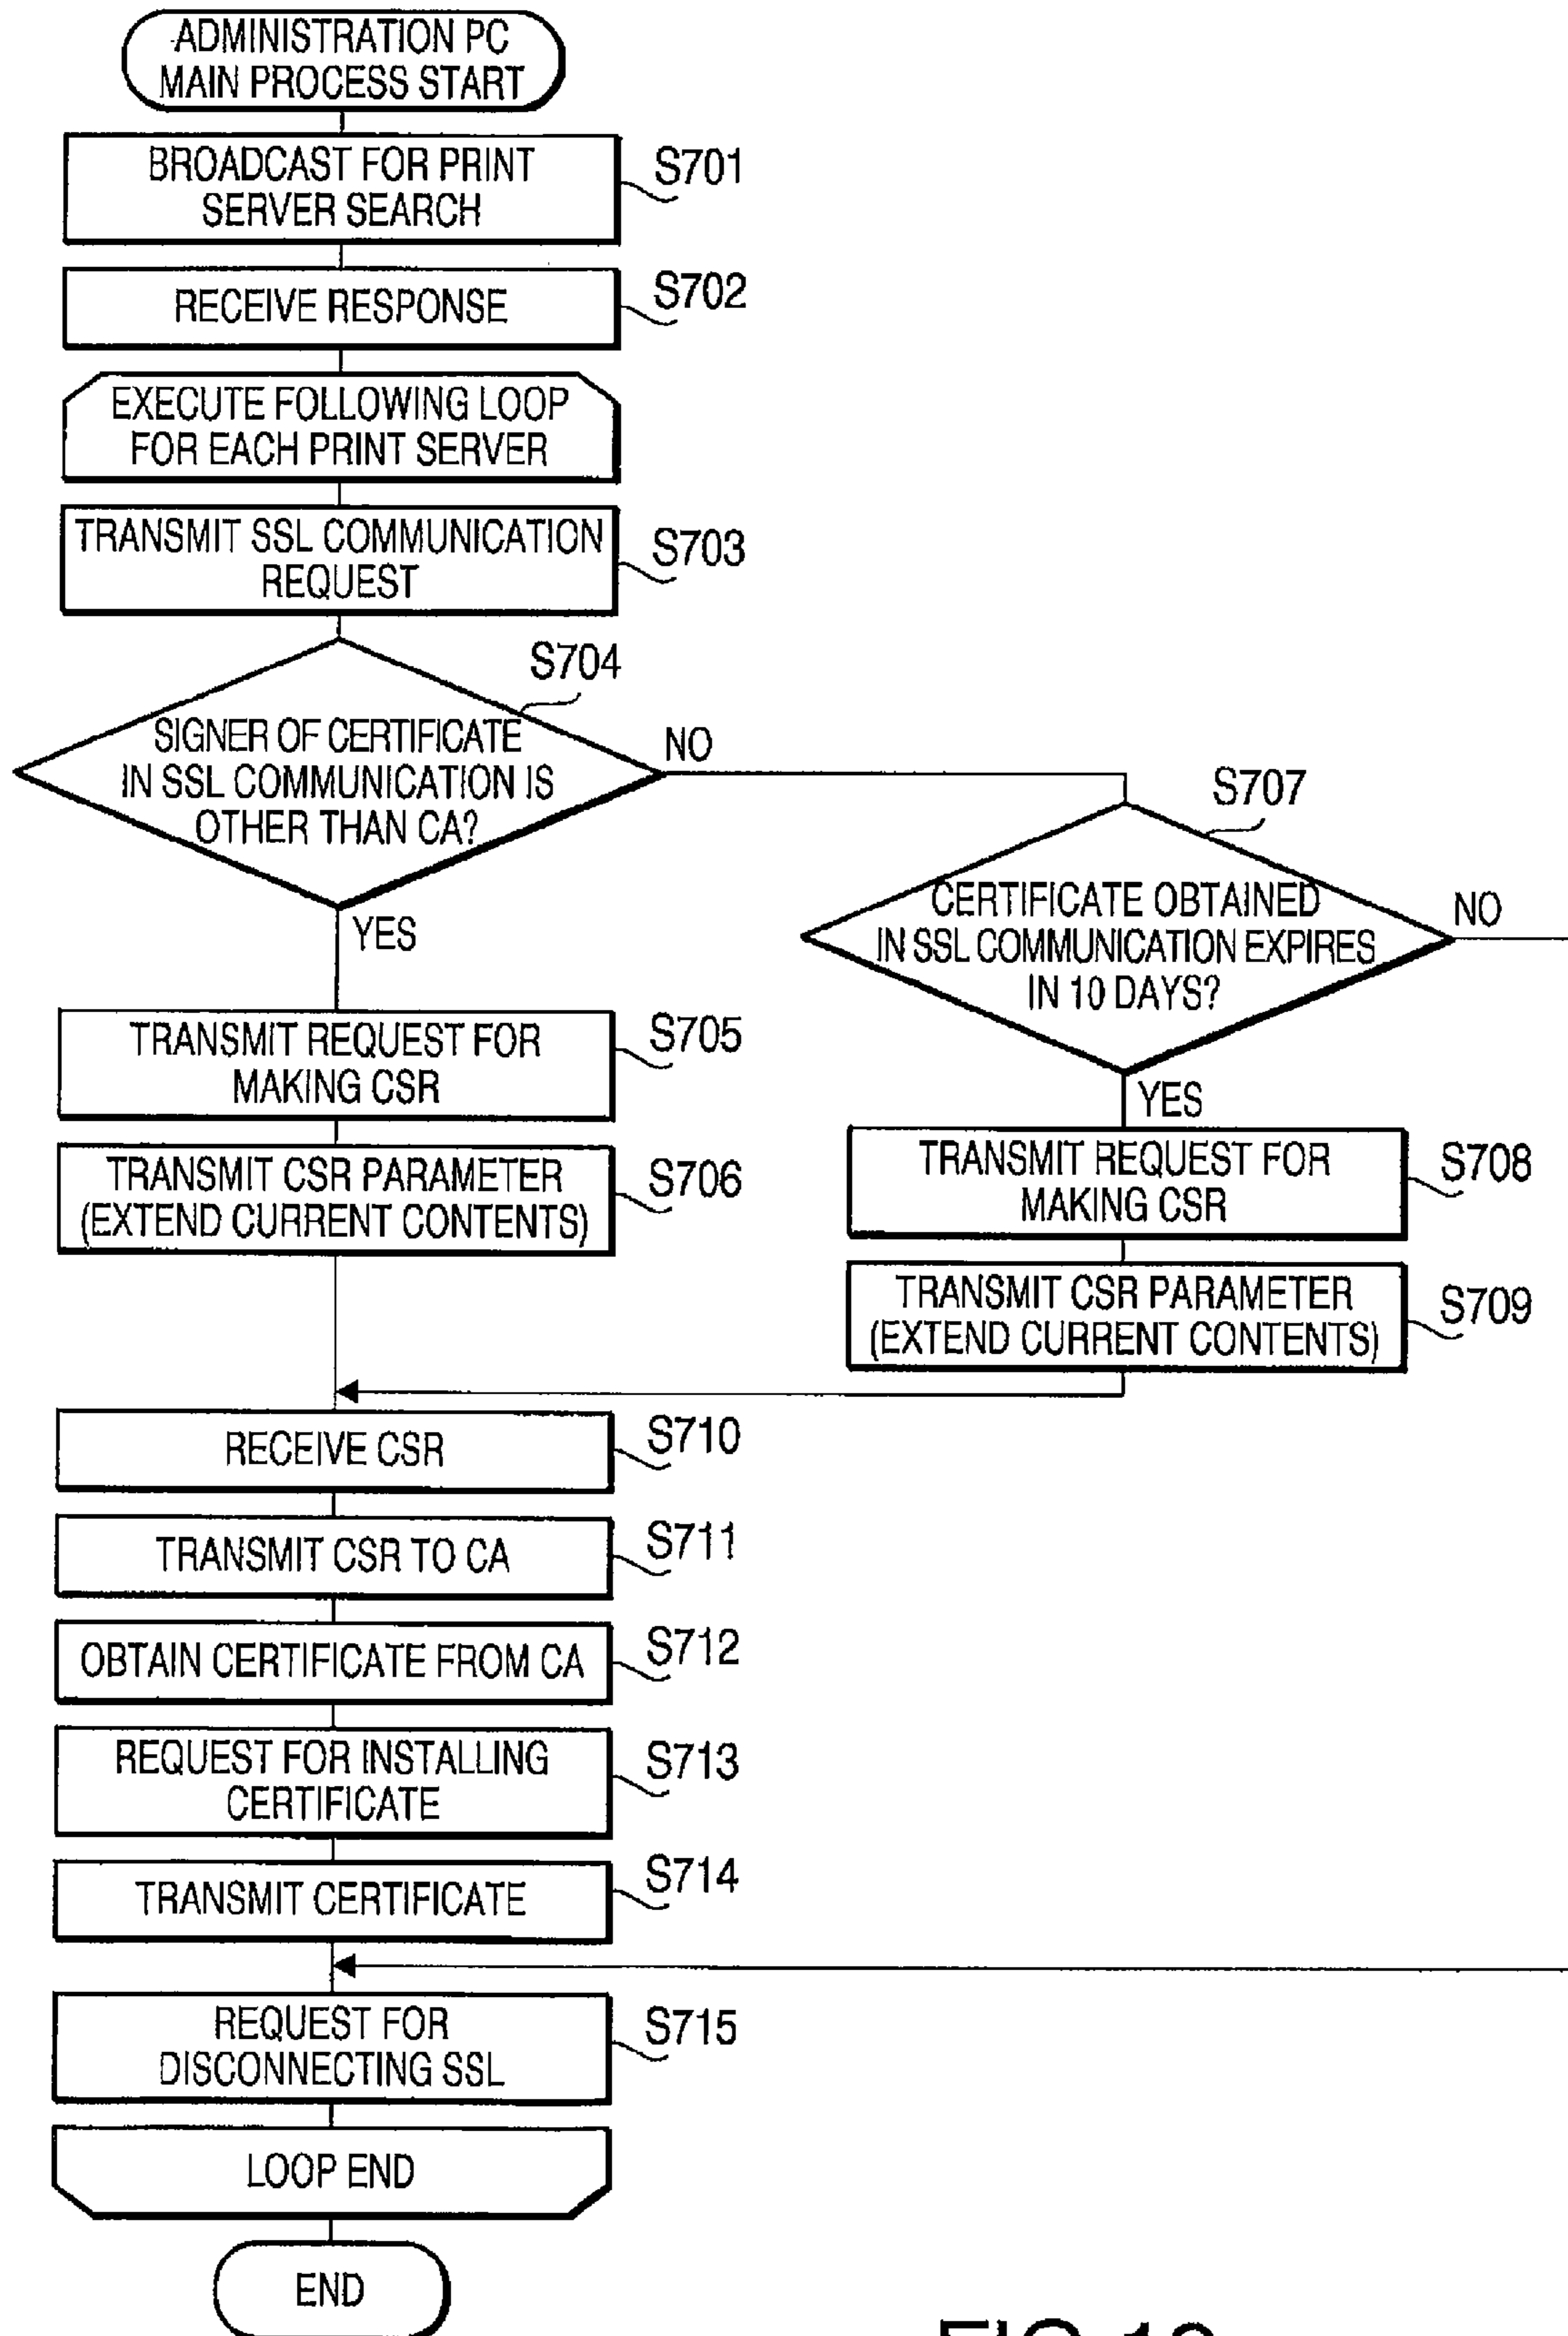 ADMINISTRATION PC
MAIN PROCESS START
BROADCAST FOR PRINT
SERVER SEARCH
S701
RECEIVE RESPONSE
S702
EXECUTE FOLLOWING LOOP
FOR EACH PRINT SERVER
TRANSMIT SSL COMMUNICATION
REQUEST
S703
S704
SIGNER OF CERTIFICATE
IN SSL COMMUNICATION IS
OTHER THAN CA?
NO
YES
S707
CERTIFICATE OBTAINED
IN SSL COMMUNICATION EXPIRES
IN 10 DAYS?
NO
YES
TRANSMIT REQUEST FOR
MAKING CSR
S705
TRANSMIT CSR PARAMETER
(EXTEND CURRENT CONTENTS)
S706
TRANSMIT REQUEST FOR
MAKING CSR
S708
TRANSMIT CSR PARAMETER
(EXTEND CURRENT CONTENTS)
S709
RECEIVE CSR
S710
TRANSMIT CSR TO CA
S711
OBTAIN CERTIFICATE FROM CA
S712
REQUEST FOR INSTALLING
CERTIFICATE
S713
TRANSMIT CERTIFICATE
S714
REQUEST FOR
DISCONNECTING SSL
S715
LOOP END
END